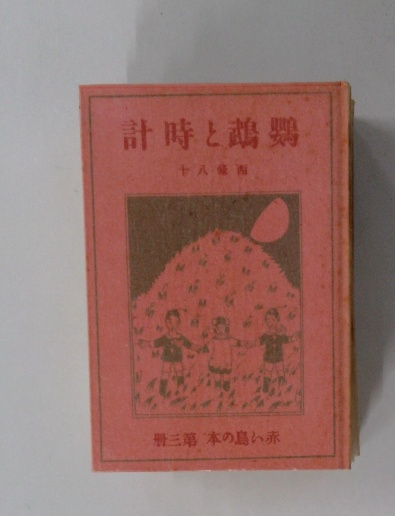 鸚鵡と時計
西條八十
赤い鳥の本 第三冊